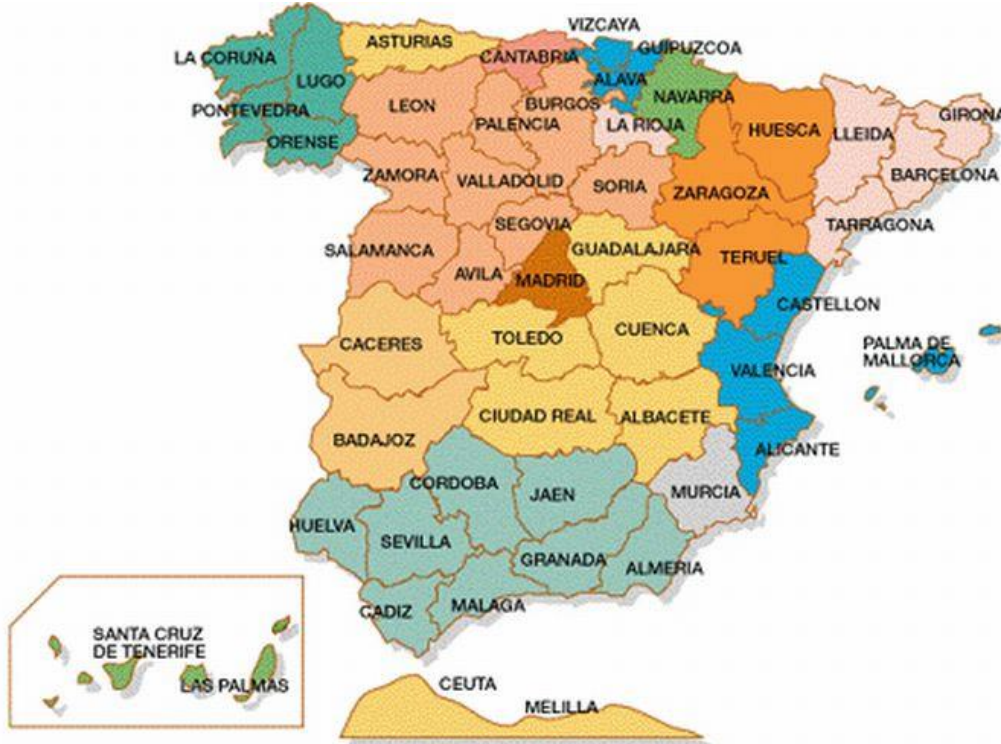 VIZCAYA
LA CORUÑA
ASTURIAS
CANTABRIA
GUIPUZCOA
LUGO
ALAVA
PONTEVEDRA
LEON
BURGOS
NAVARRA
PALENCIA
LA RIOJA
HUESCA
LLEIDA
GIRONA
ORENSE
ZAMORA
VALLADOLID
SORIA
ZARAGOZA
BARCELONA
SEGOVIA
TARRAGONA
SALAMANCA
AVILA
MADRID
GUADALAJARA
TERUEL
CASTELLON
CACERES
TOLEDO
CUENCA
PALMA DE
MALLORCA
VALENCIA
BADAJOZ
CIUDAD REAL
ALBACETE
ALICANTE
CORDOBA
JAEN
MURCIA
HUELVA
SEVILLA
GRANADA
ALMERIA
CADIZ
MALAGA
SANTA CRUZ
DE TENERIFE
LAS PALMAS
CEUTA
MELILLA